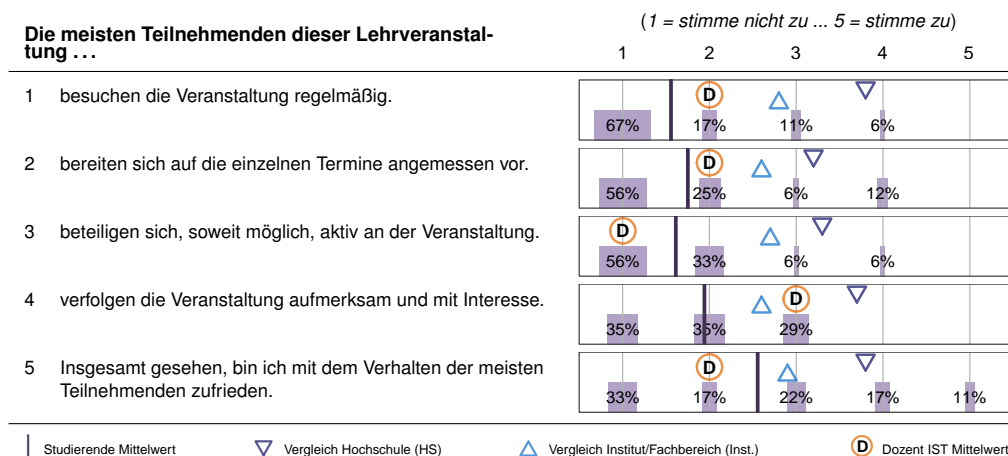 (1 = stimme nicht zu ... 5 = stimme zu)
Die meisten Teilnehmenden dieser Lehrveranstal-
tung ...
1 2 3 4 5
1 besuchen die Veranstaltung regelmäßig.
D
67% 17% 11% 6%
2 bereiten sich auf die einzelnen Termine angemessen vor.
D
56% 25% 6% 12%
3 beteiligen sich, soweit möglich, aktiv an der Veranstaltung.
D
56% 33% 6% 6%
4 verfolgen die Veranstaltung aufmerksam und mit Interesse.
D
35% 35% 29%
5 Insgesamt gesehen, bin ich mit dem Verhalten der meisten
Teilnehmenden zufrieden.
D
33% 17% 22% 17% 11%
Studierende Mittelwert Vergleich Hochschule (HS) Vergleich Institut/Fachbereich (Inst.) D Dozent IST Mittelwert